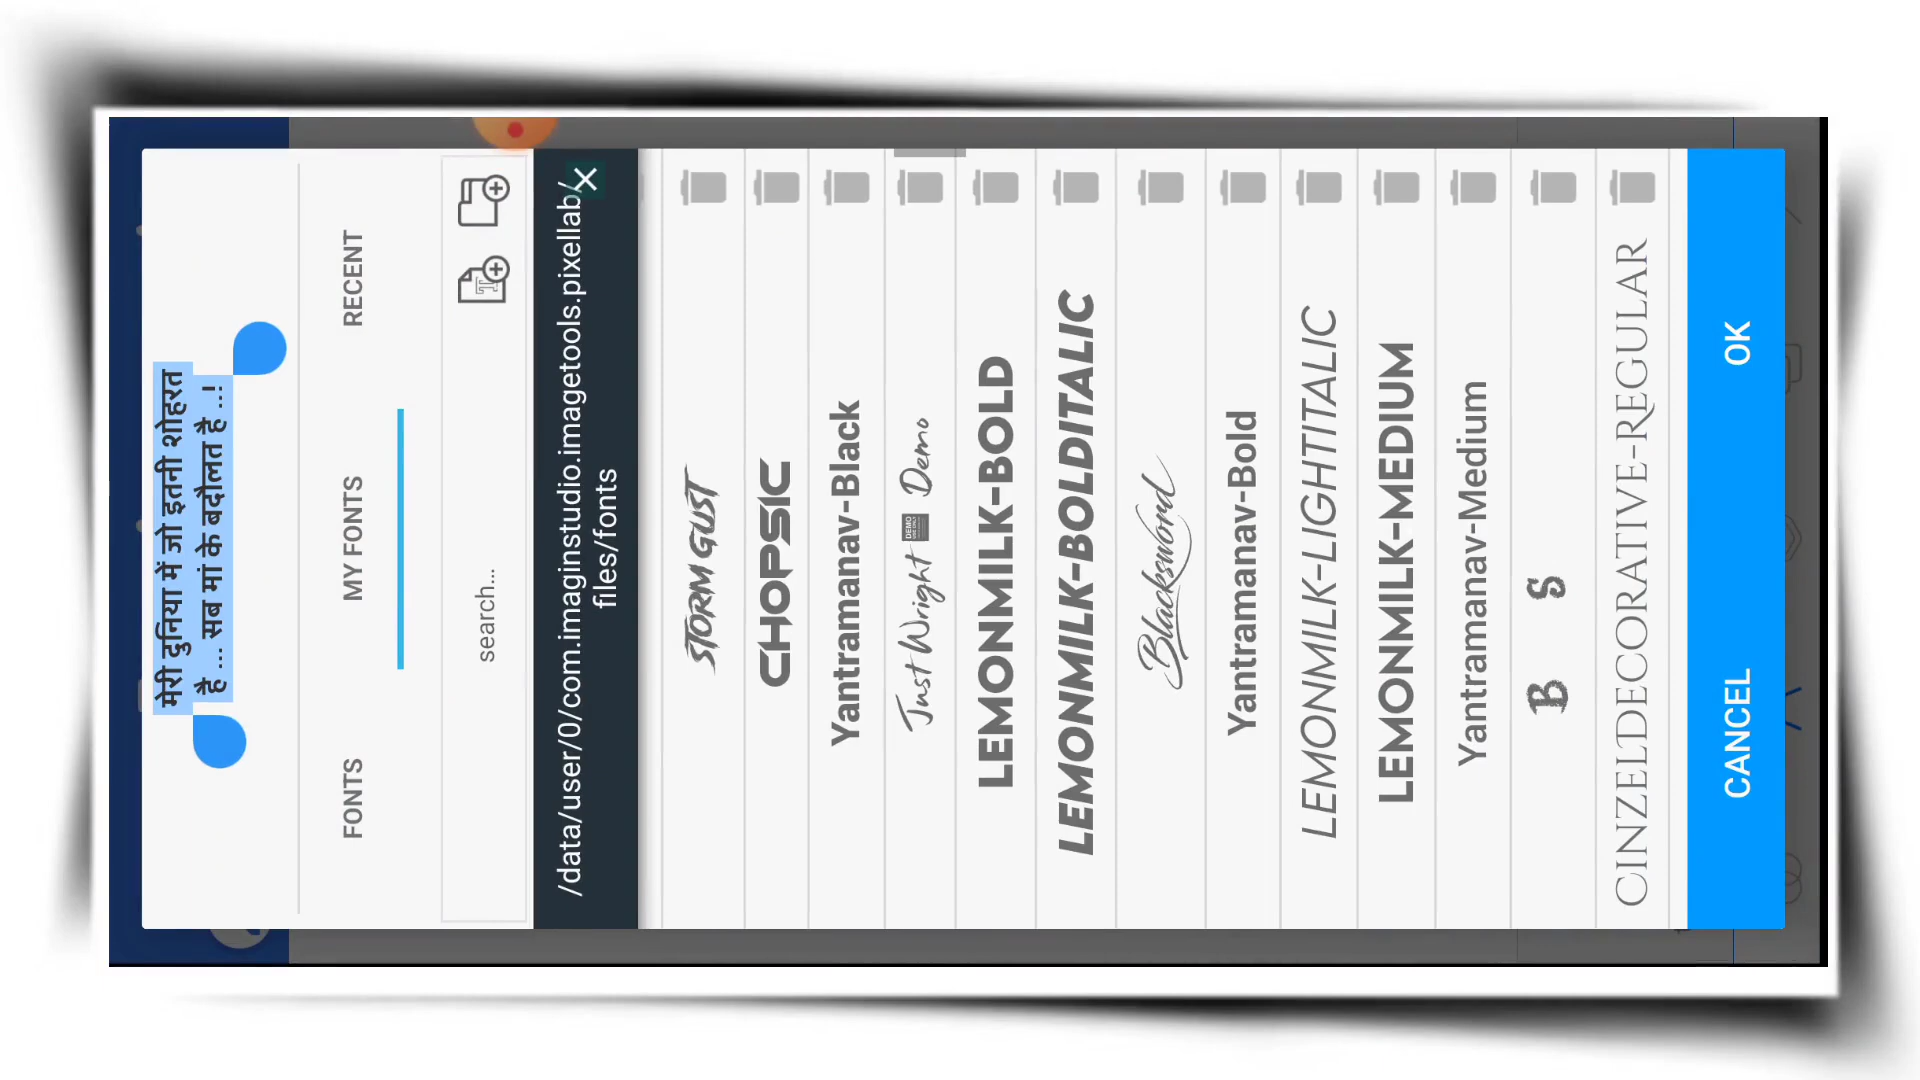 मेरी दुनिया में जो इतनी शोहरत
है ... सब मां के बदौलत है ...!
FONTS
MY FONTS
RECENT
search...
/data/user/0/com.imaginstudio.imagetools.pixellab/
files/fonts
STORM GUST
CHOPSIC
Yantramanav-Black
Just Wright DEMO Demo
LEMONMILK-BOLD
LEMONMILK-BOLDITALIC
Blacksword
Yantramanav-Bold
LEMONMILK-LIGHTITALIC
LEMONMILK-MEDIUM
Yantramanav-Medium
B S
CINZELDECORATIVE-REGULAR
CANCEL
OK